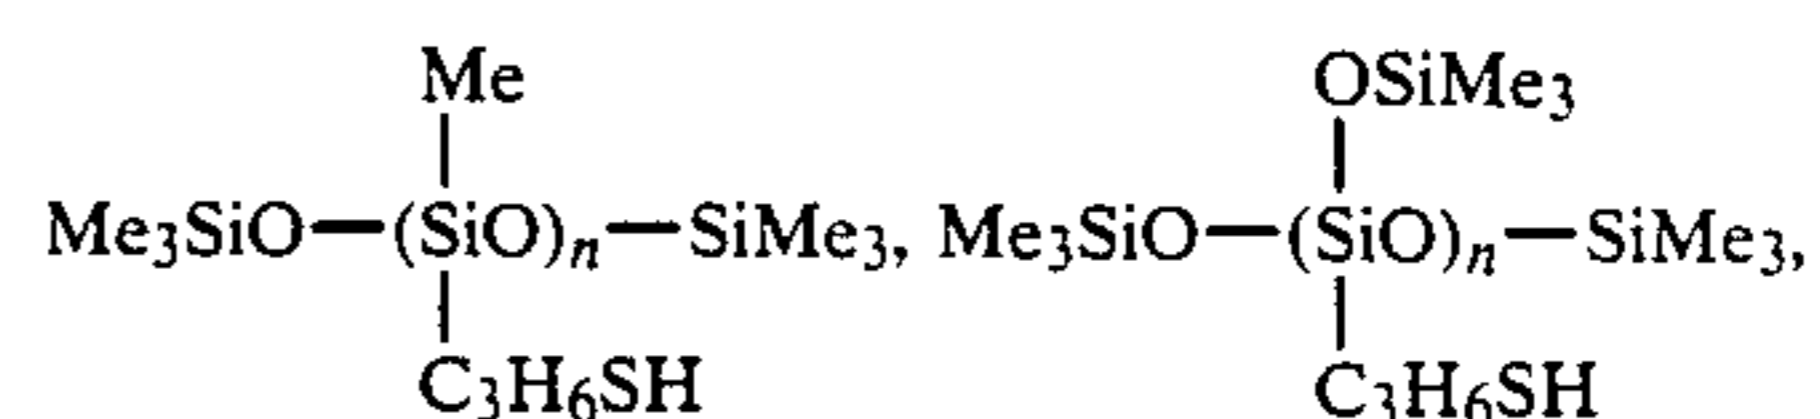 Me OSiMe3
Me3SiO—(SiO)n—SiMe3, Me3SiO—(SiO)n—SiMe3,
C3H6SH C3H6SH